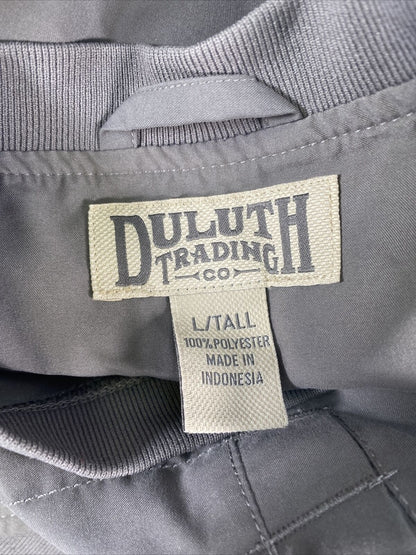 DULUTH
TRADING
CO
L/TALL
100% POLYESTER
MADE IN
INDONESIA